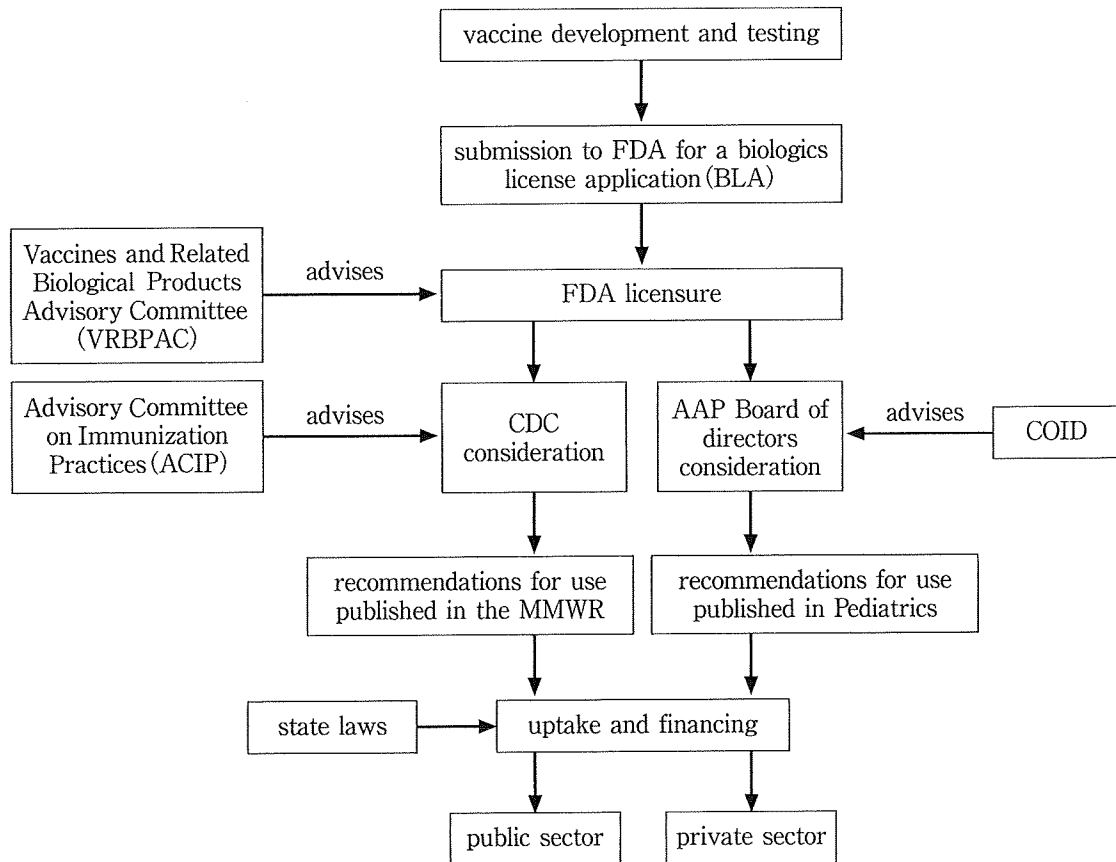 vaccine development and testing
submission to FDA for a biologics
license application (BLA)
Vaccines and Related
Biological Products
Advisory Committee
(VRBPAC)
advises
FDA licensure
Advisory Committee
on Immunization
Practices (ACIP)
advises
CDC
consideration
AAP Board of
directors
consideration
advises
COID
recommendations for use
published in the MMWR
recommendations for use
published in Pediatrics
state laws
uptake and financing
public sector
private sector